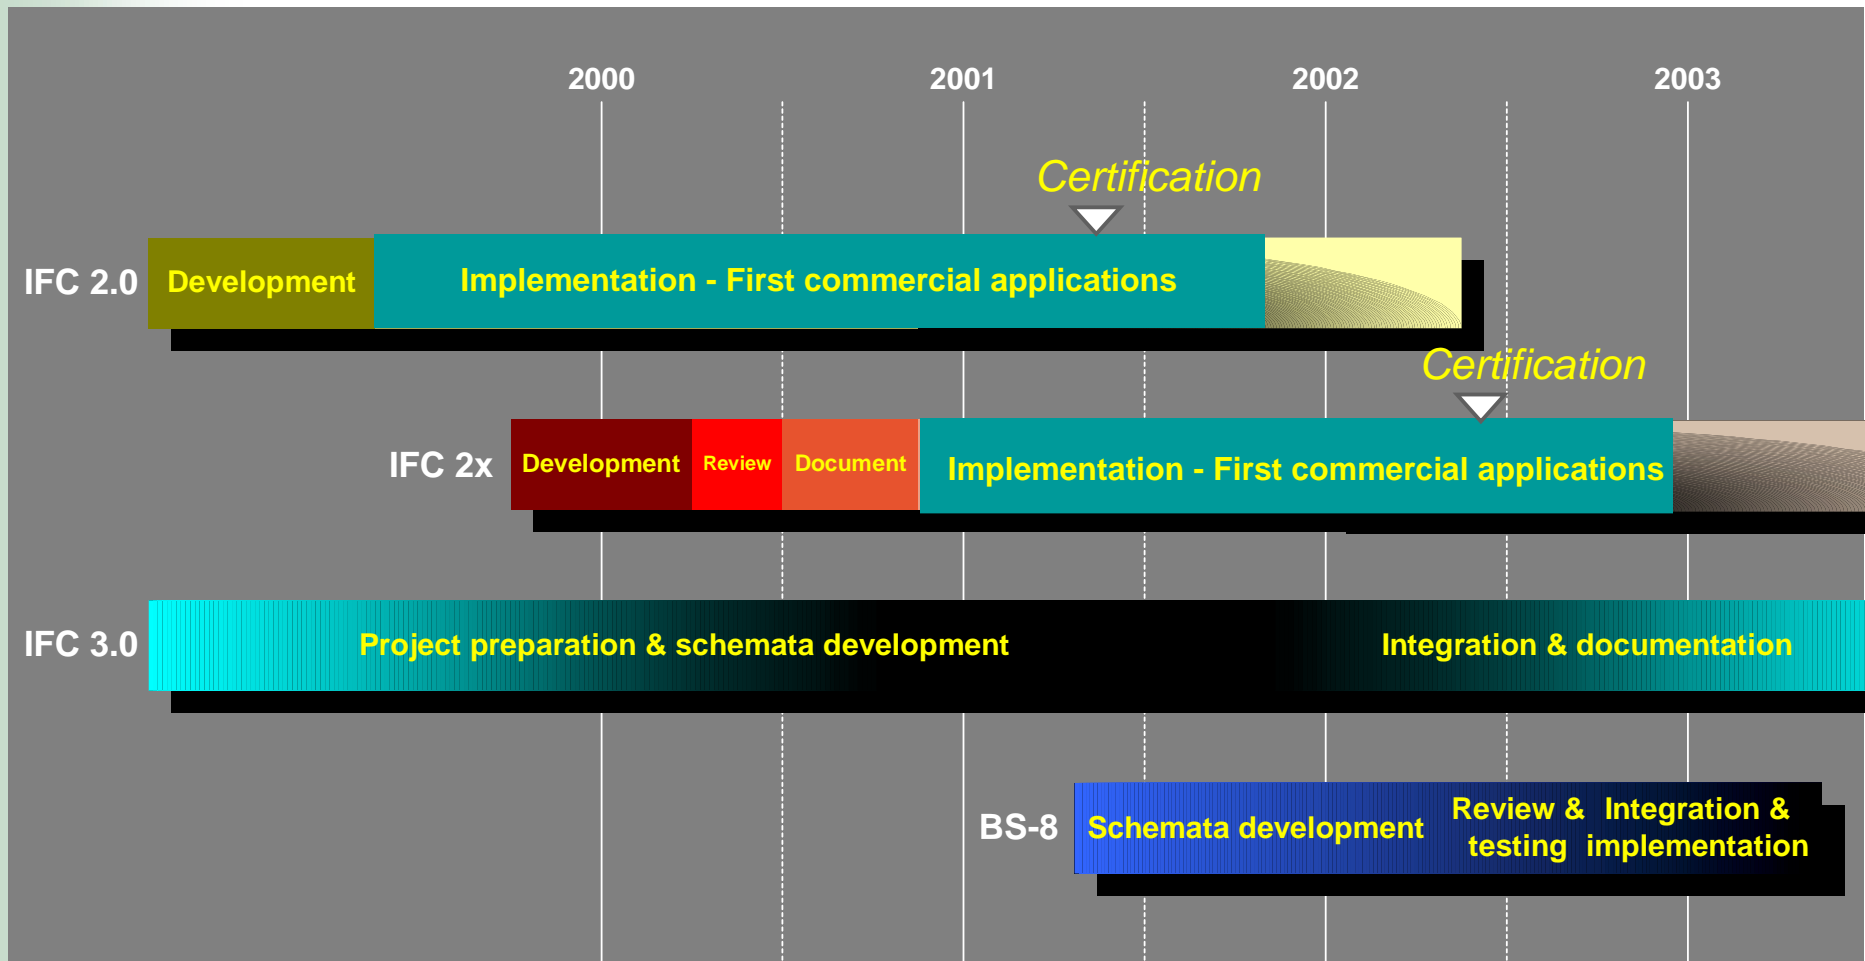 2000 2001 2002 2003
Certification
IFC 2.0 Development Implementation - First commercial applications
Certification
IFC 2x Development Review Document Implementation - First commercial applications
IFC 3.0 Project preparation & schemata development Integration & documentation
BS-8 Schemata development Review & Integration &
testing implementation